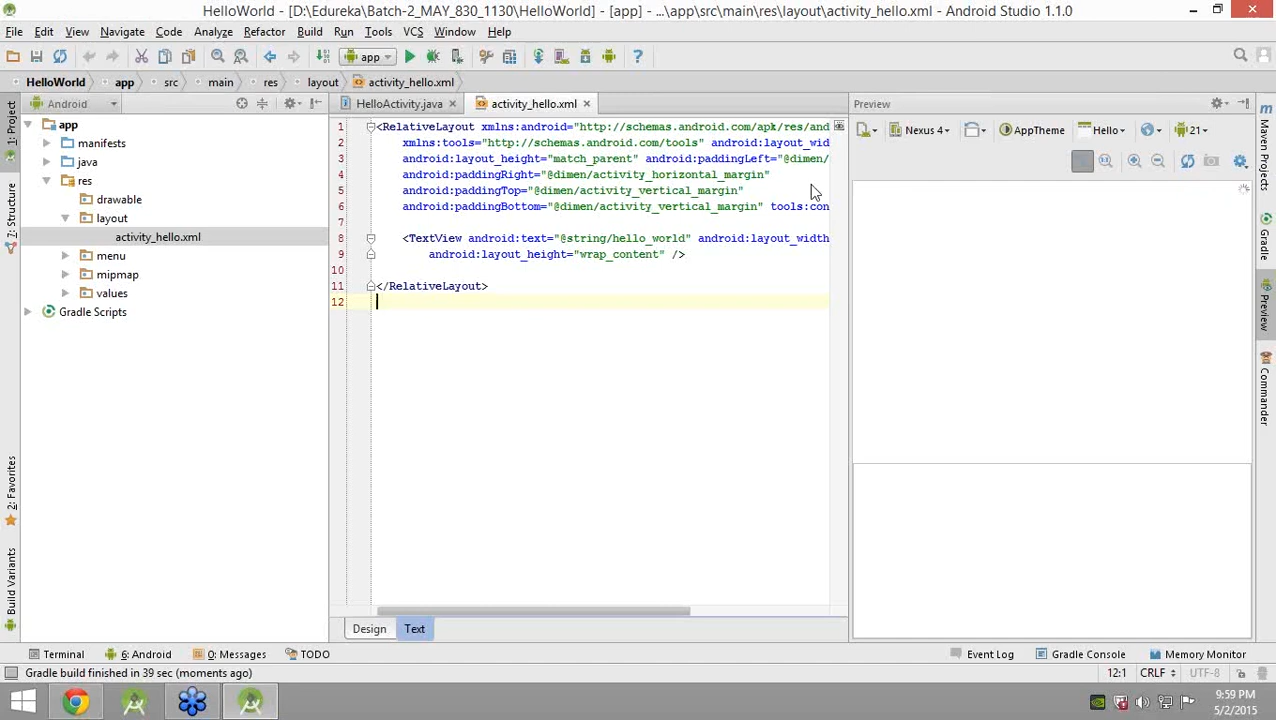 HelloWorld - [D:\Edureka\Batch-2_MAY_830_1130\HelloWorld] - [app] - ...\app\src\main\res\layout\activity_hello.xml - Android Studio 1.1.0
File Edit View Navigate Code Analyze Refactor Build Run Tools VCS Window Help
app
HelloWorld app src main res layout activity_hello.xml
1: Project
7: Structure
2: Favorites
Build Variants
Android
app
manifests
java
res
drawable
layout
activity_hello.xml
menu
mipmap
values
Gradle Scripts
HelloActivity.java activity_hello.xml
1 <RelativeLayout xmlns:android="http://schemas.android.com/apk/res/and
2 xmlns:tools="http://schemas.android.com/tools" android:layout_wid
3 android:layout_height="match_parent" android:paddingLeft="@dimen/
4 android:paddingRight="@dimen/activity_horizontal_margin"
5 android:paddingTop="@dimen/activity_vertical_margin"
6 android:paddingBottom="@dimen/activity_vertical_margin" tools:con
7
8 <TextView android:text="@string/hello_world" android:layout_width
9 android:layout_height="wrap_content" />
10
11 </RelativeLayout>
12
Design Text
Preview
Nexus 4 AppTheme Hello 21
1:1
Maven Projects
Gradle
Preview
Commander
Terminal 6: Android 0: Messages TODO Event Log Gradle Console Memory Monitor
Gradle build finished in 39 sec (moments ago) 12:1 CRLF UTF-8
9:59 PM
5/2/2015